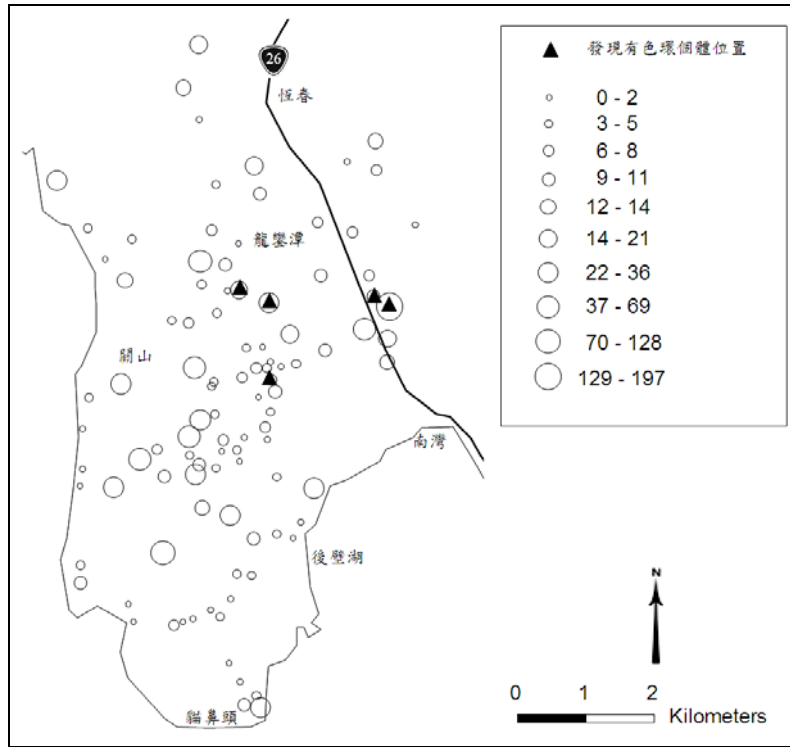 26
恆春
龍鑾潭
關山
南灣
後壁湖
貓鼻頭
發現有色環個體位置
0 - 2
3 - 5
6 - 8
9 - 11
12 - 14
14 - 21
22 - 36
37 - 69
70 - 128
129 - 197
N
0 1 2
Kilometers